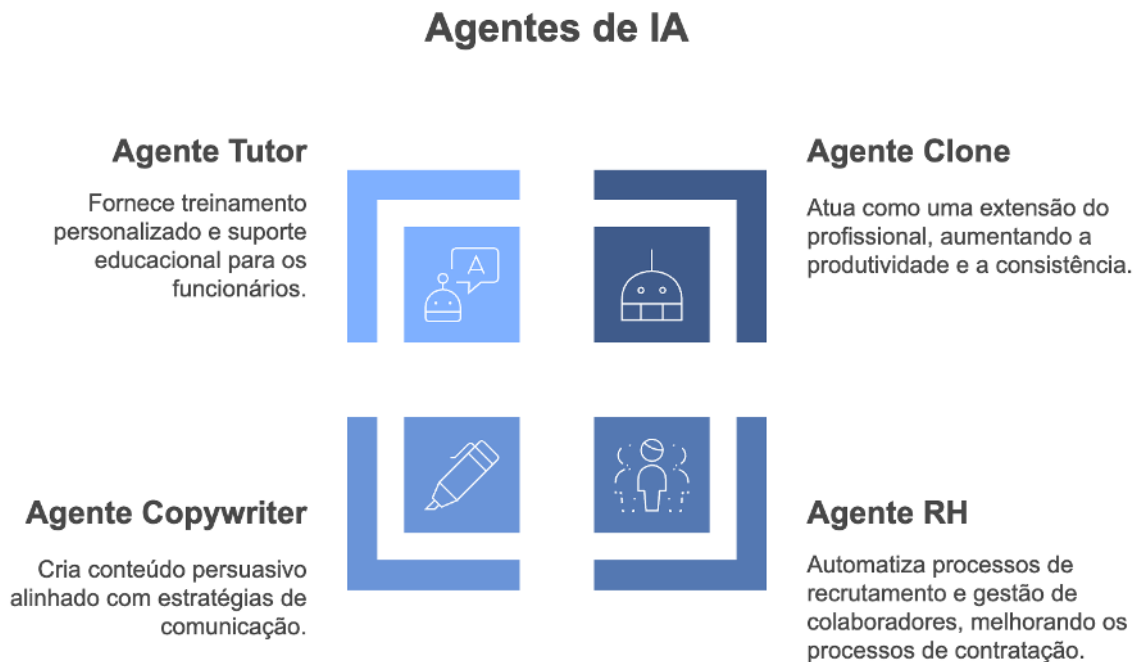 Agentes de IA
Agente Tutor
Fornece treinamento
personalizado e suporte
educacional para os
funcionários.
Agente Clone
Atua como uma extensão do
profissional, aumentando a
produtividade e a consistência.
A
Agente Copywriter
Cria conteúdo persuasivo
alinhado com estratégias de
comunicação.
Agente RH
Automatiza processos de
recrutamento e gestão de
colaboradores, melhorando os
processos de contratação.